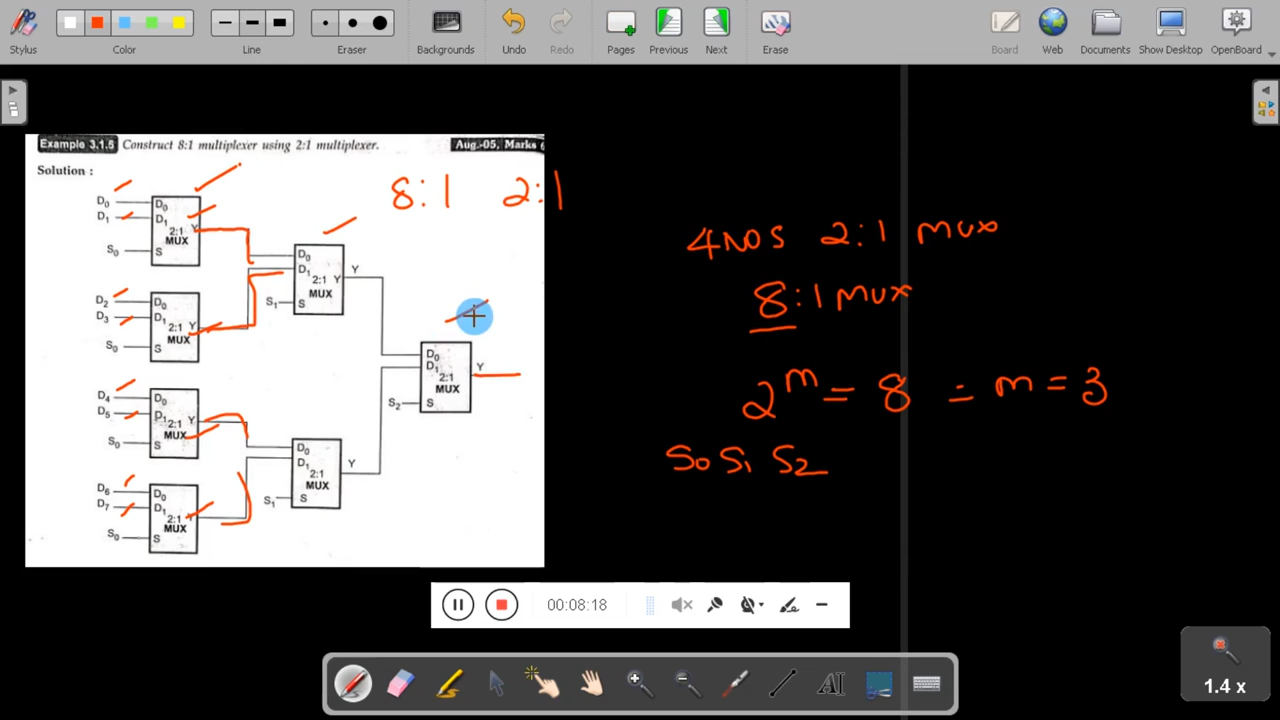 Stylus Color Line Eraser Backgrounds Undo Redo Pages Previous Next Erase Board Web Documents Show Desktop OpenBoard
Example 3.1.5 Construct 8:1 multiplexer using 2:1 multiplexer. Aug.-05, Marks 6
Solution :
8:1 2:1
D0 D0
D1 D1 Y
2:1
MUX
S0 S
D2 D0
D3 D1 Y
2:1
MUX
S0 S
D4 D0
D5 D1 Y
2:1
MUX
S0 S
D6 D0
D7 D1 Y
2:1
MUX
S0 S
D0
D1 Y
2:1 Y
MUX
S1 S
D0
D1 Y
2:1
MUX
S1 S
D0
D1 Y
2:1
MUX
S2 S
4NOS 2:1 mux
8:1 mux
2^m = 8 = m = 3
S0 S1 S2
00:08:18
AI
1.4 x